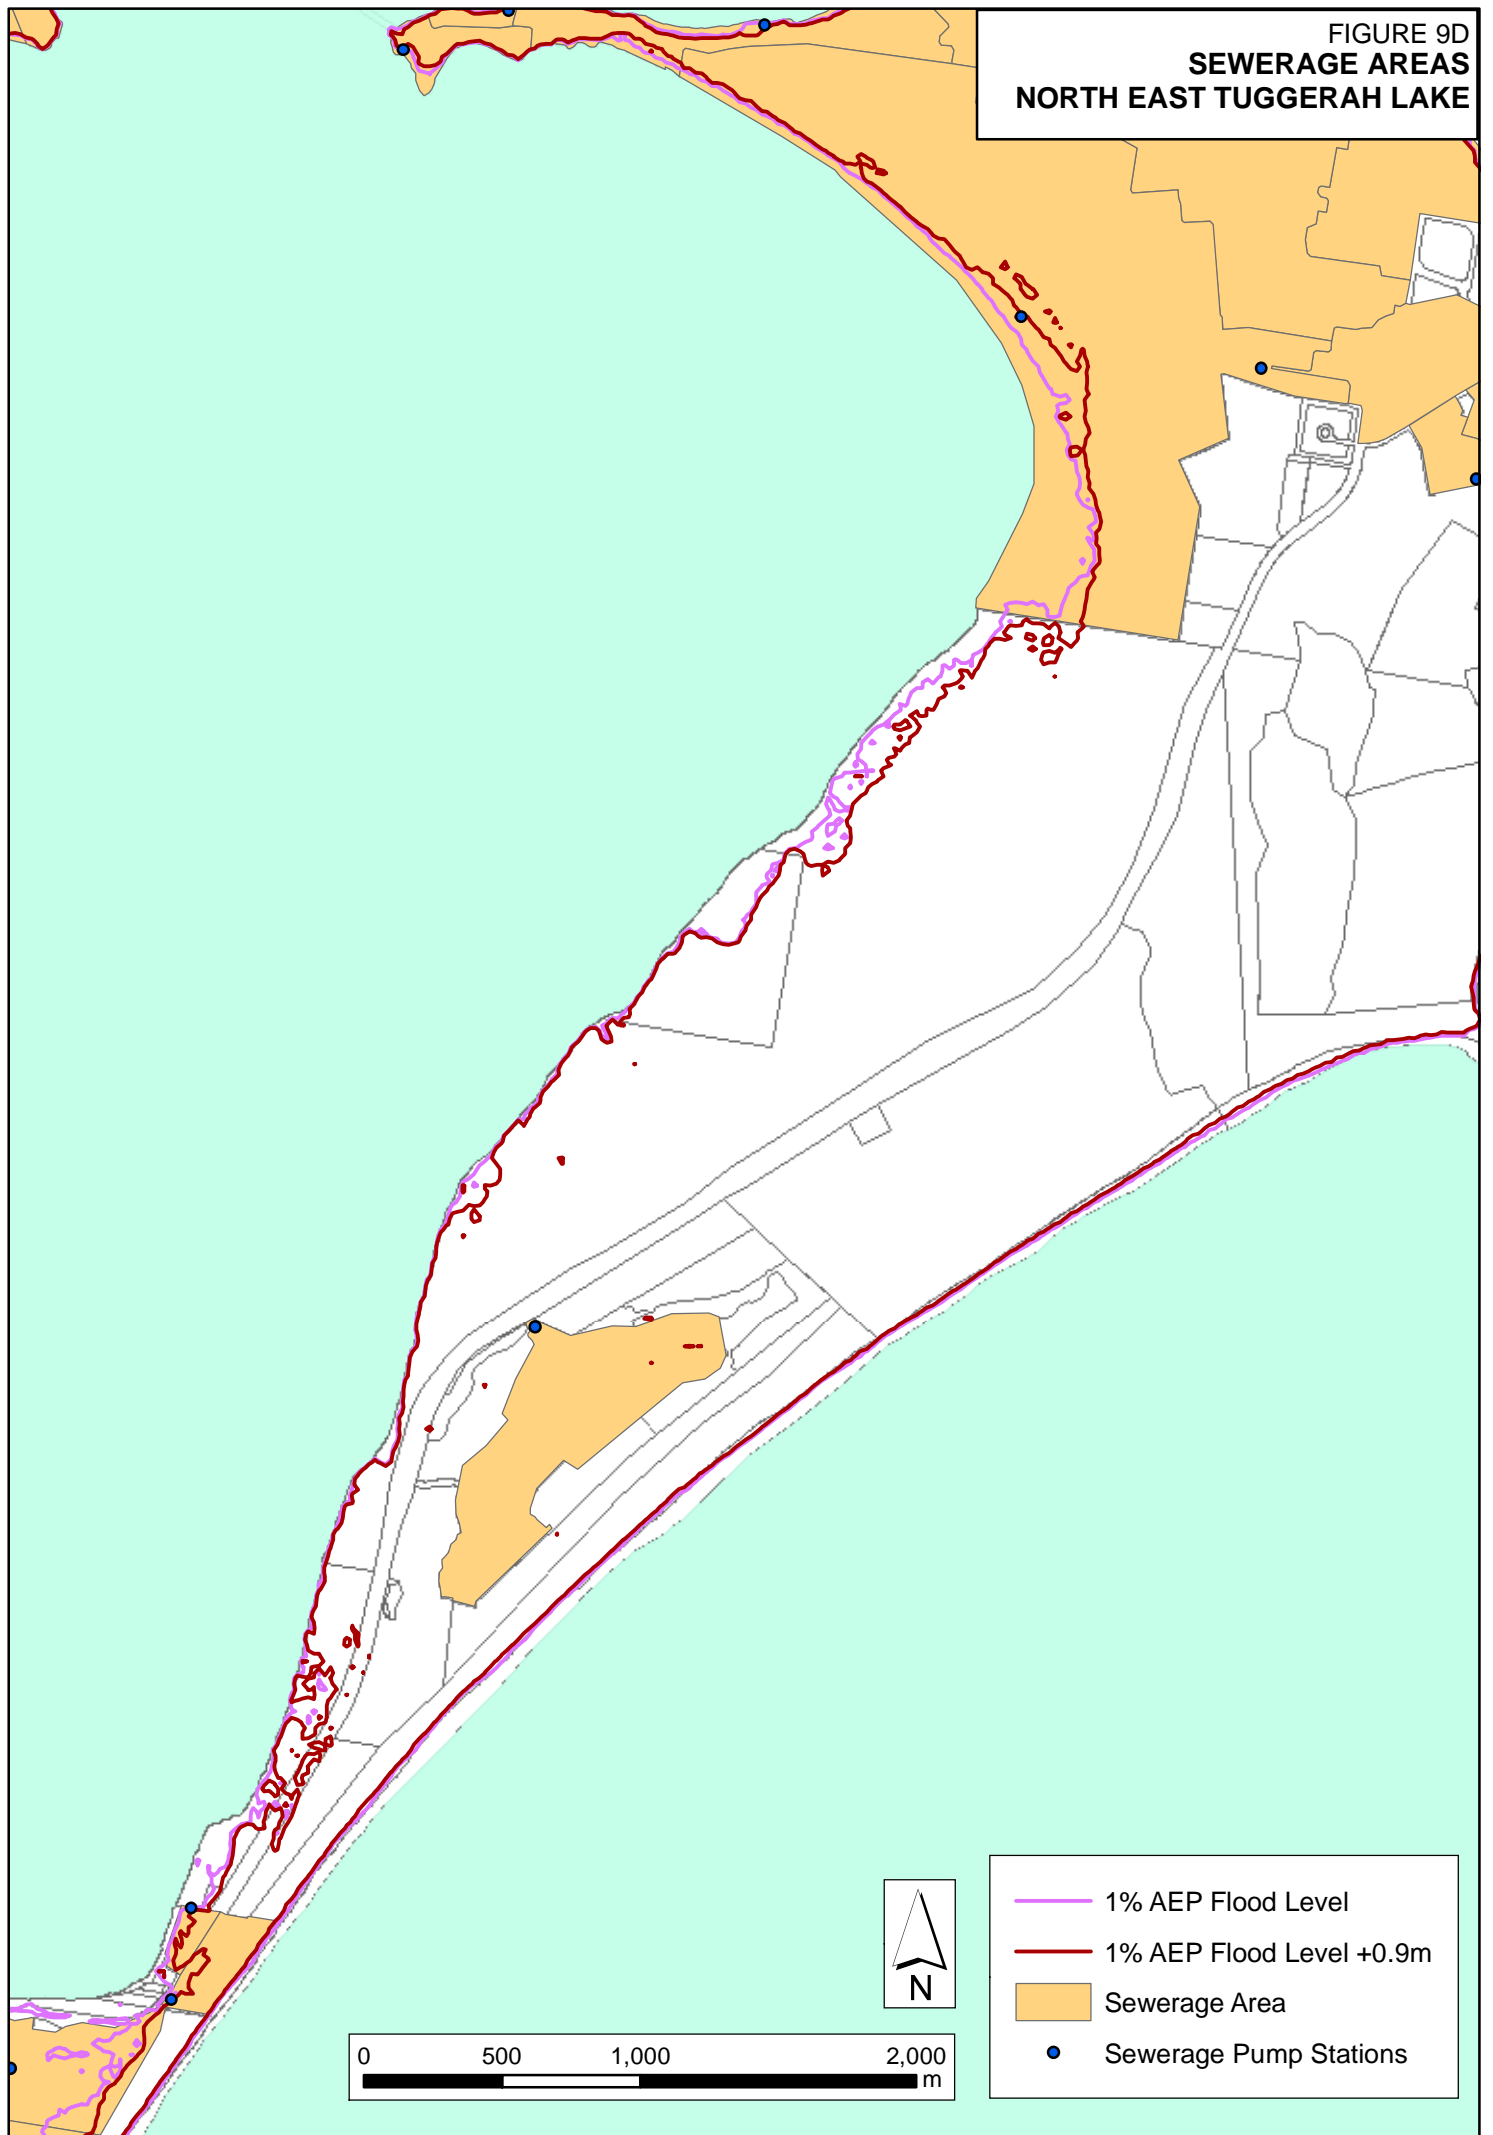 FIGURE 9D
SEWERAGE AREAS
NORTH EAST TUGGERAH LAKE
1% AEP Flood Level
1% AEP Flood Level +0.9m
Sewerage Area
Sewerage Pump Stations
N
0 500 1,000 2,000
m